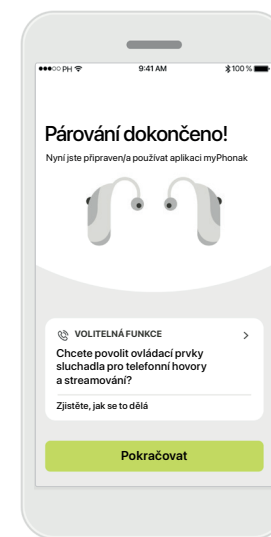 ●●●○○ PH 9:41 AM 100 %
Párování dokončeno!
Nyní jste připraven/a používat aplikaci myPhonak
VOLITELNÁ FUNKCE
Chcete povolit ovládací prvky
sluchadla pro telefonní hovory
a streamování?
Zjistěte, jak se to dělá
Pokračovat